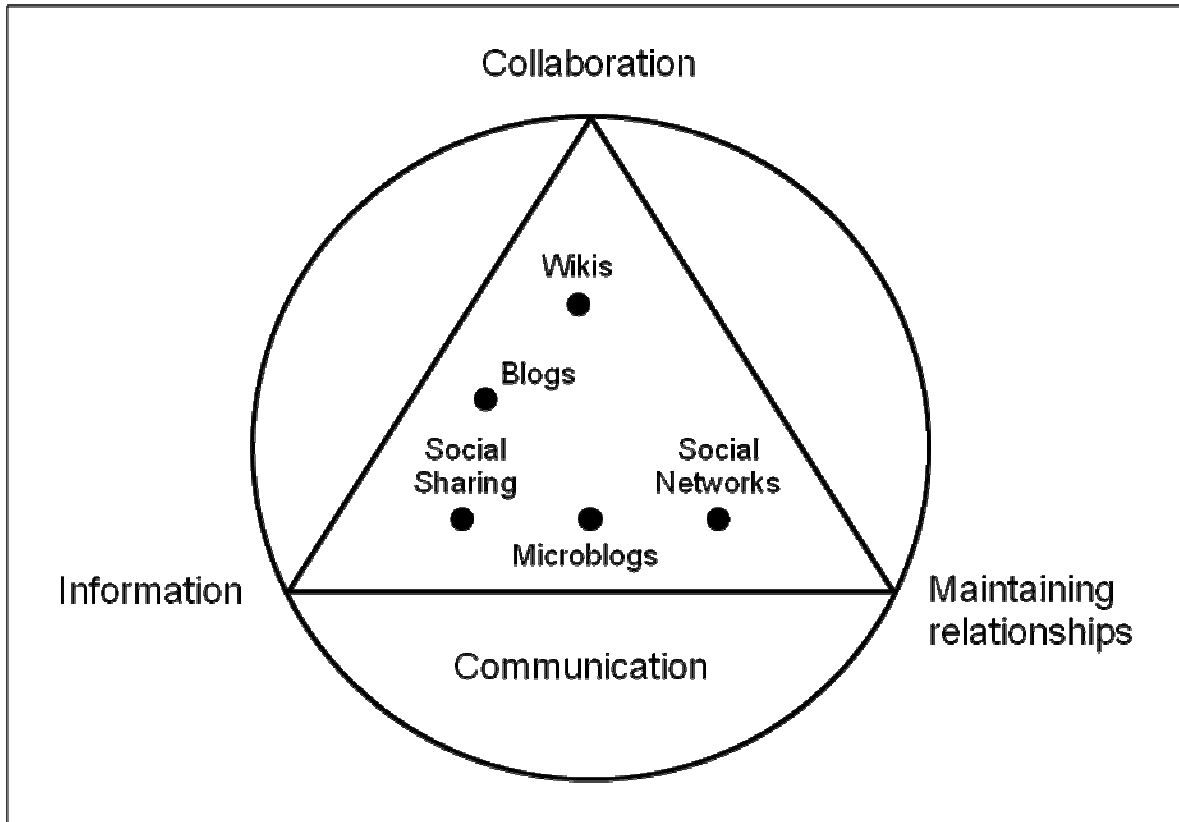 Collaboration
Wikis
Blogs
Social
Sharing
Social
Networks
Microblogs
Information
Maintaining
relationships
Communication